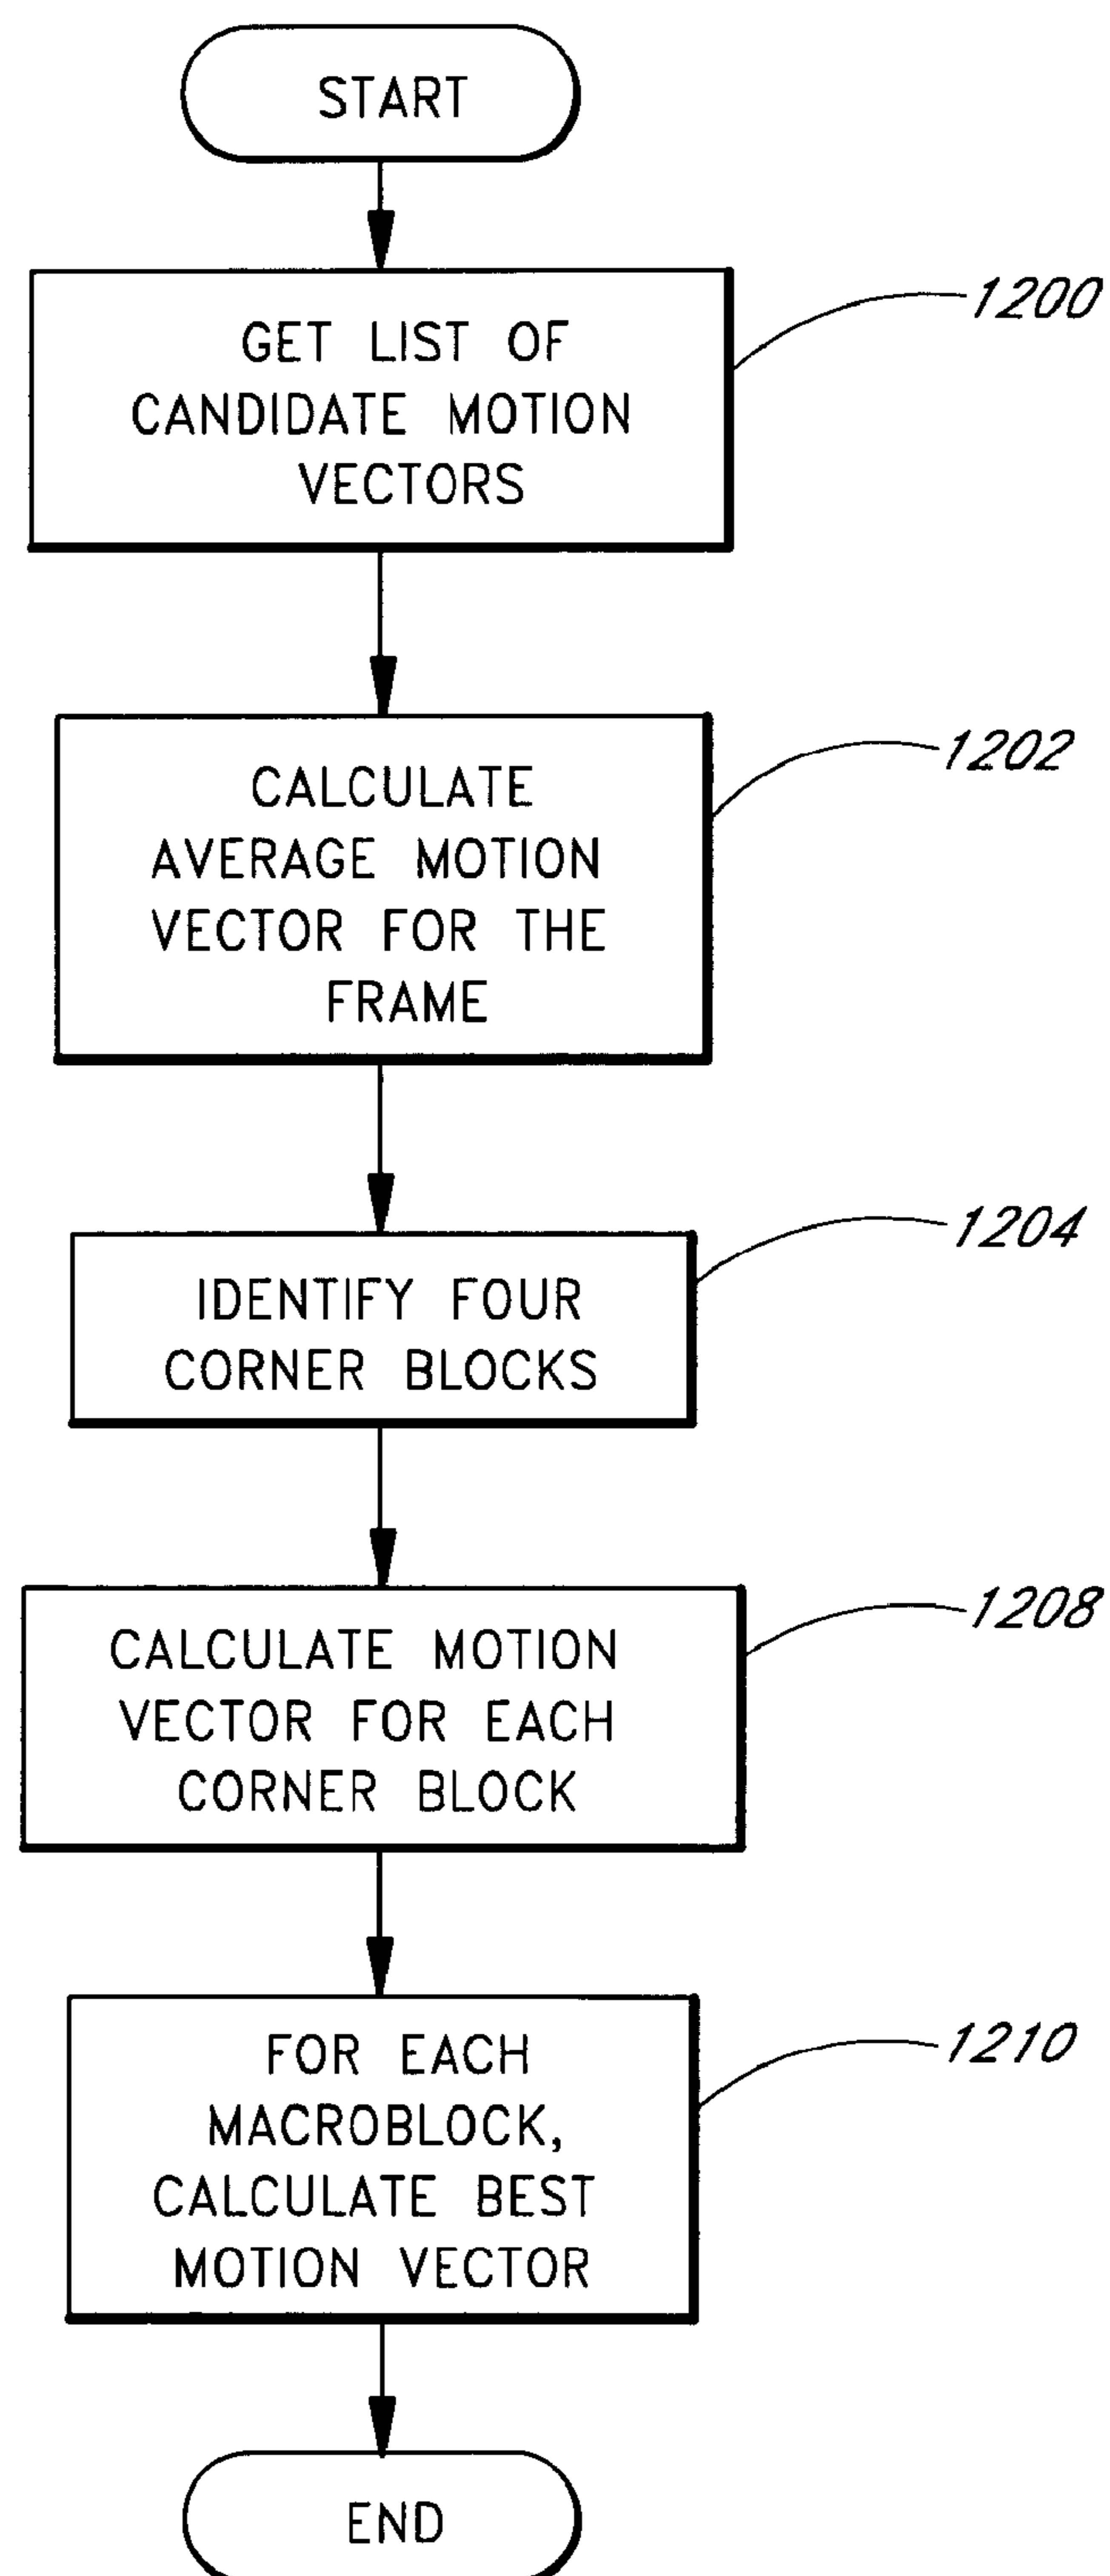 START
GET LIST OF
CANDIDATE MOTION
VECTORS
1200
CALCULATE
AVERAGE MOTION
VECTOR FOR THE
FRAME
1202
IDENTIFY FOUR
CORNER BLOCKS
1204
CALCULATE MOTION
VECTOR FOR EACH
CORNER BLOCK
1208
FOR EACH
MACROBLOCK,
CALCULATE BEST
MOTION VECTOR
1210
END